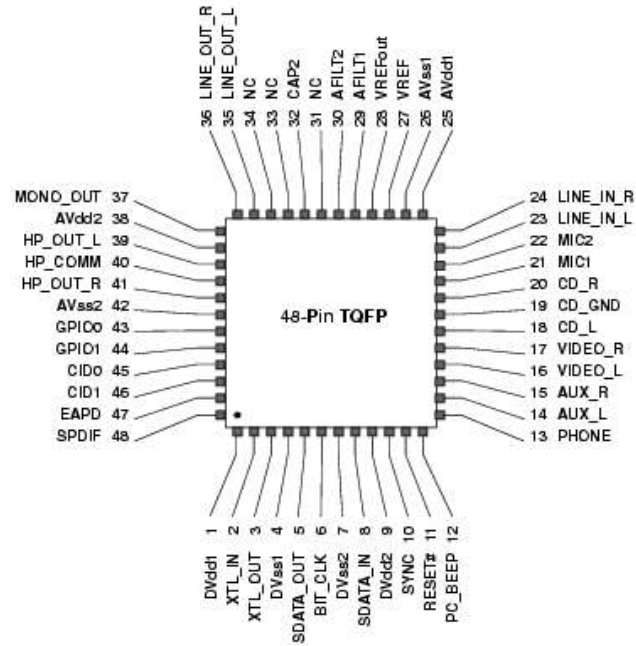 36 LINE_OUT_R
35 LINE_OUT_L
34 NC
33 NC
32 CAP2
31 NC
30 AFILT2
29 AFILT1
28 VREFout
27 VREF
26 AVss1
25 AVdd1
MONO_OUT 37
AVdd2 38
HP_OUT_L 39
HP_COMM 40
HP_OUT_R 41
AVss2 42
GPIO0 43
GPIO1 44
CID0 45
CID1 46
EAPD 47
SPDIF 48
48-Pin TQFP
24 LINE_IN_R
23 LINE_IN_L
22 MIC2
21 MIC1
20 CD_R
19 CD_GND
18 CD_L
17 VIDEO_R
16 VIDEO_L
15 AUX_R
14 AUX_L
13 PHONE
DVdd1 1
XTL_IN 2
XTL_OUT 3
DVss1 4
SDATA_OUT 5
BIT_CLK 6
DVss2 7
SDATA_IN 8
DVdd2 9
SYNC 10
RESET# 11
PC_BEEP 12